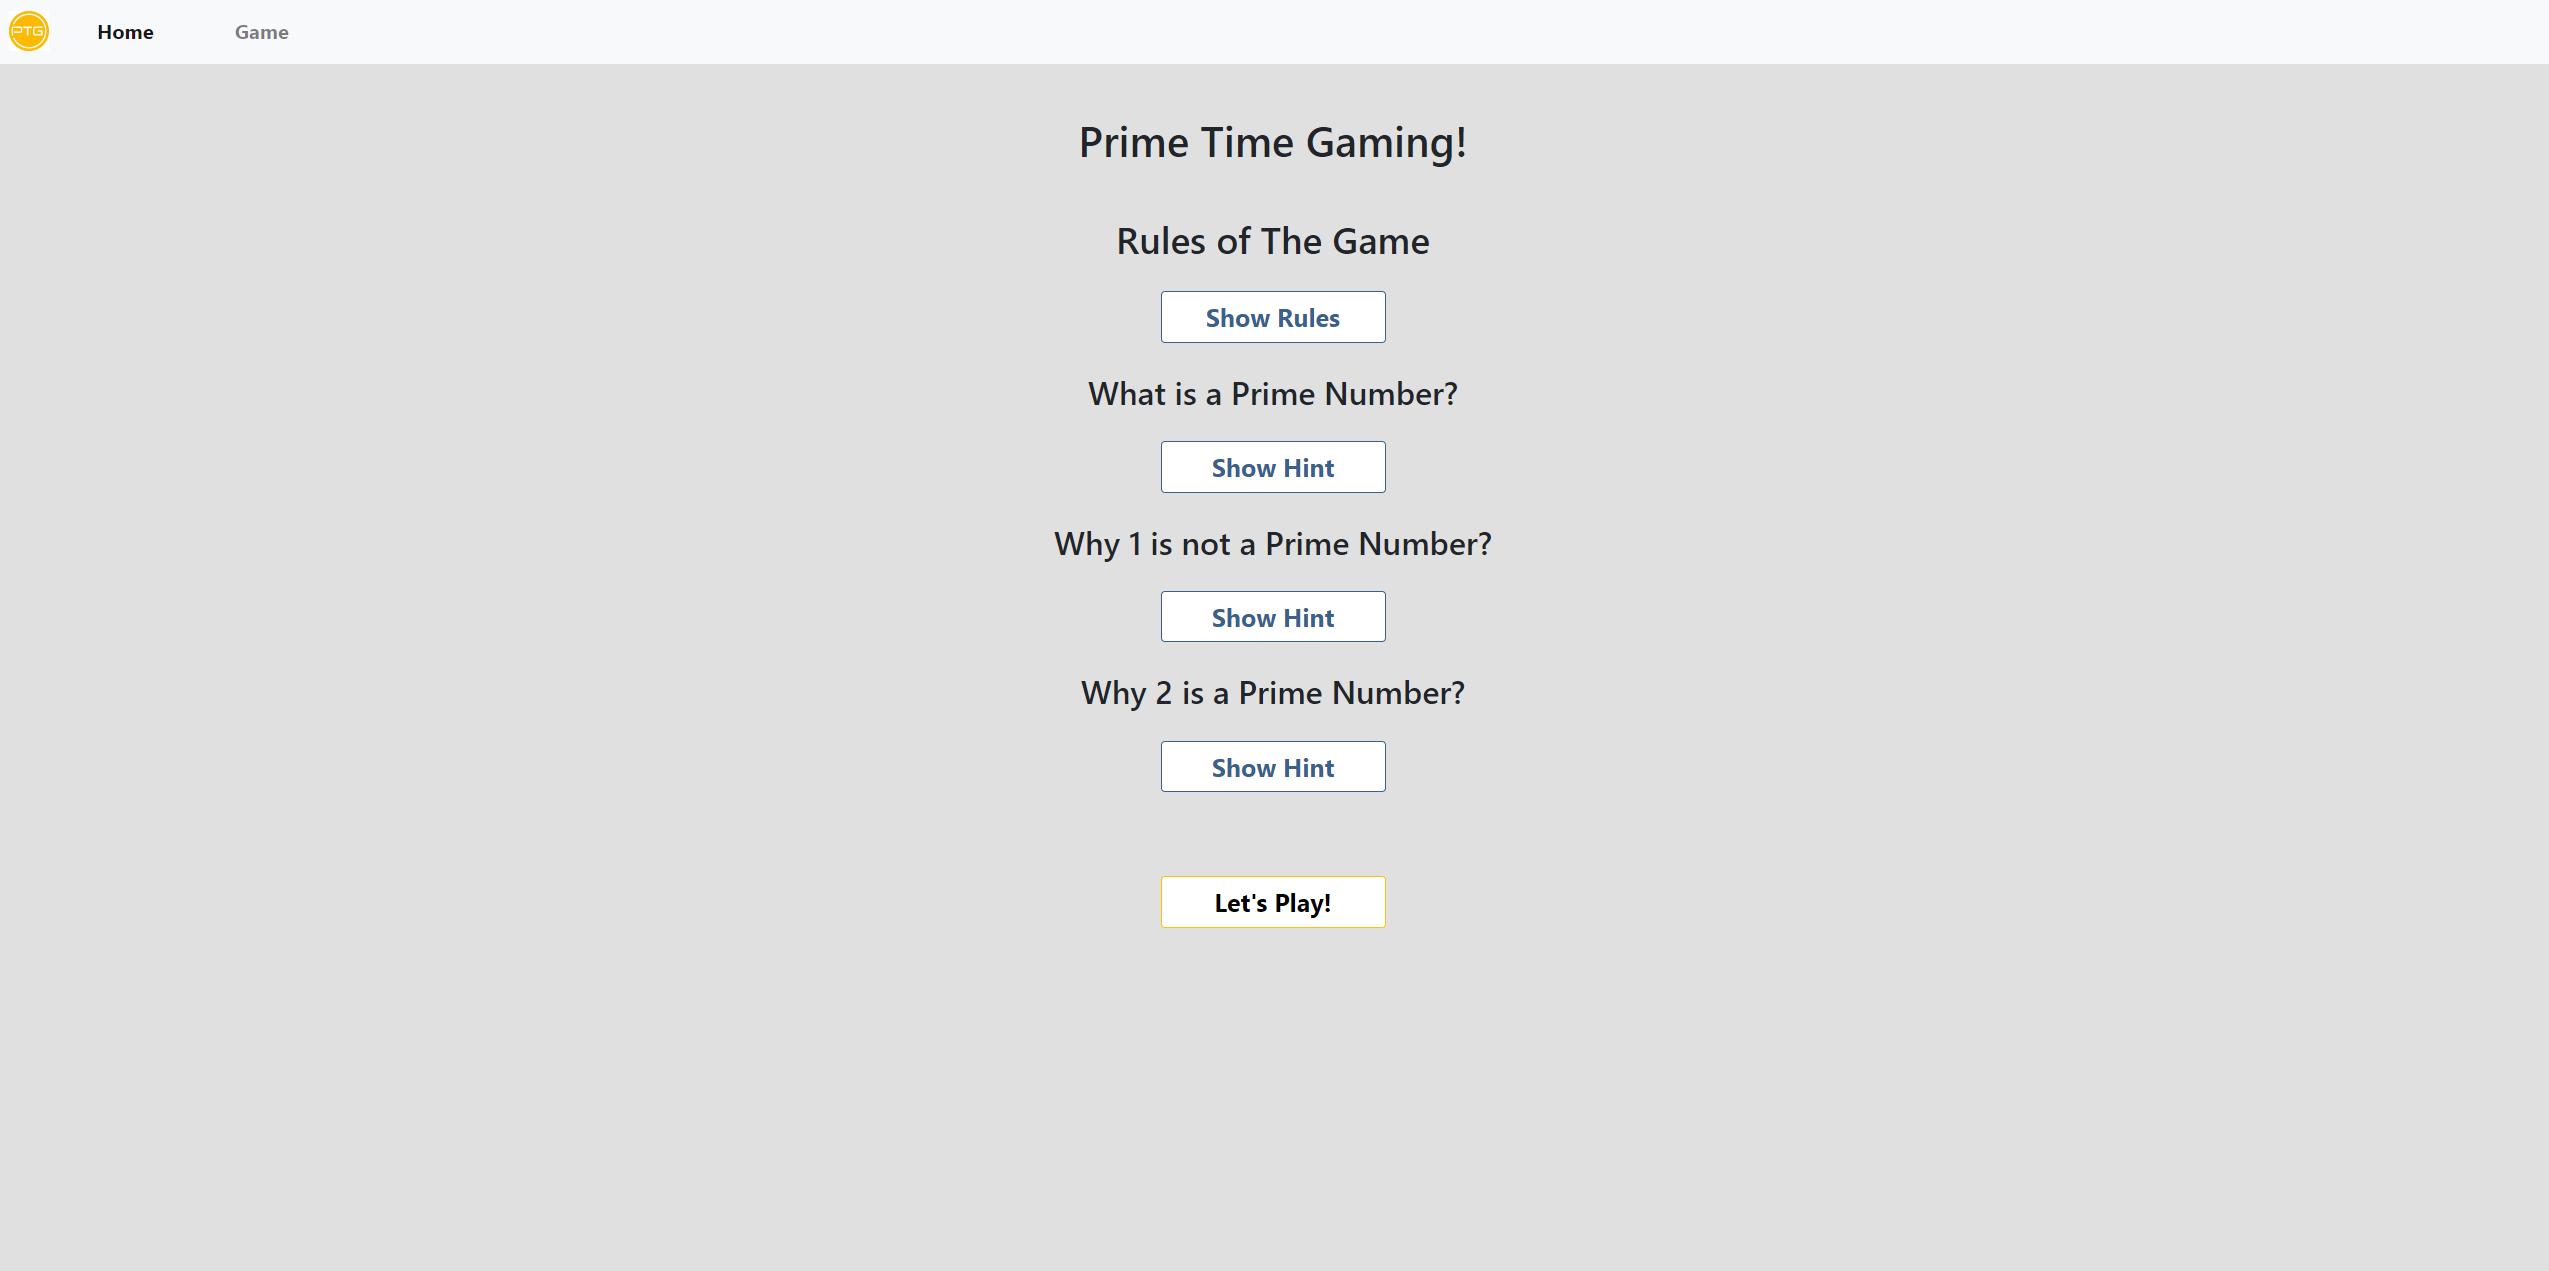 PTG
Home
Game
Prime Time Gaming!
Rules of The Game
Show Rules
What is a Prime Number?
Show Hint
Why 1 is not a Prime Number?
Show Hint
Why 2 is a Prime Number?
Show Hint
Let's Play!